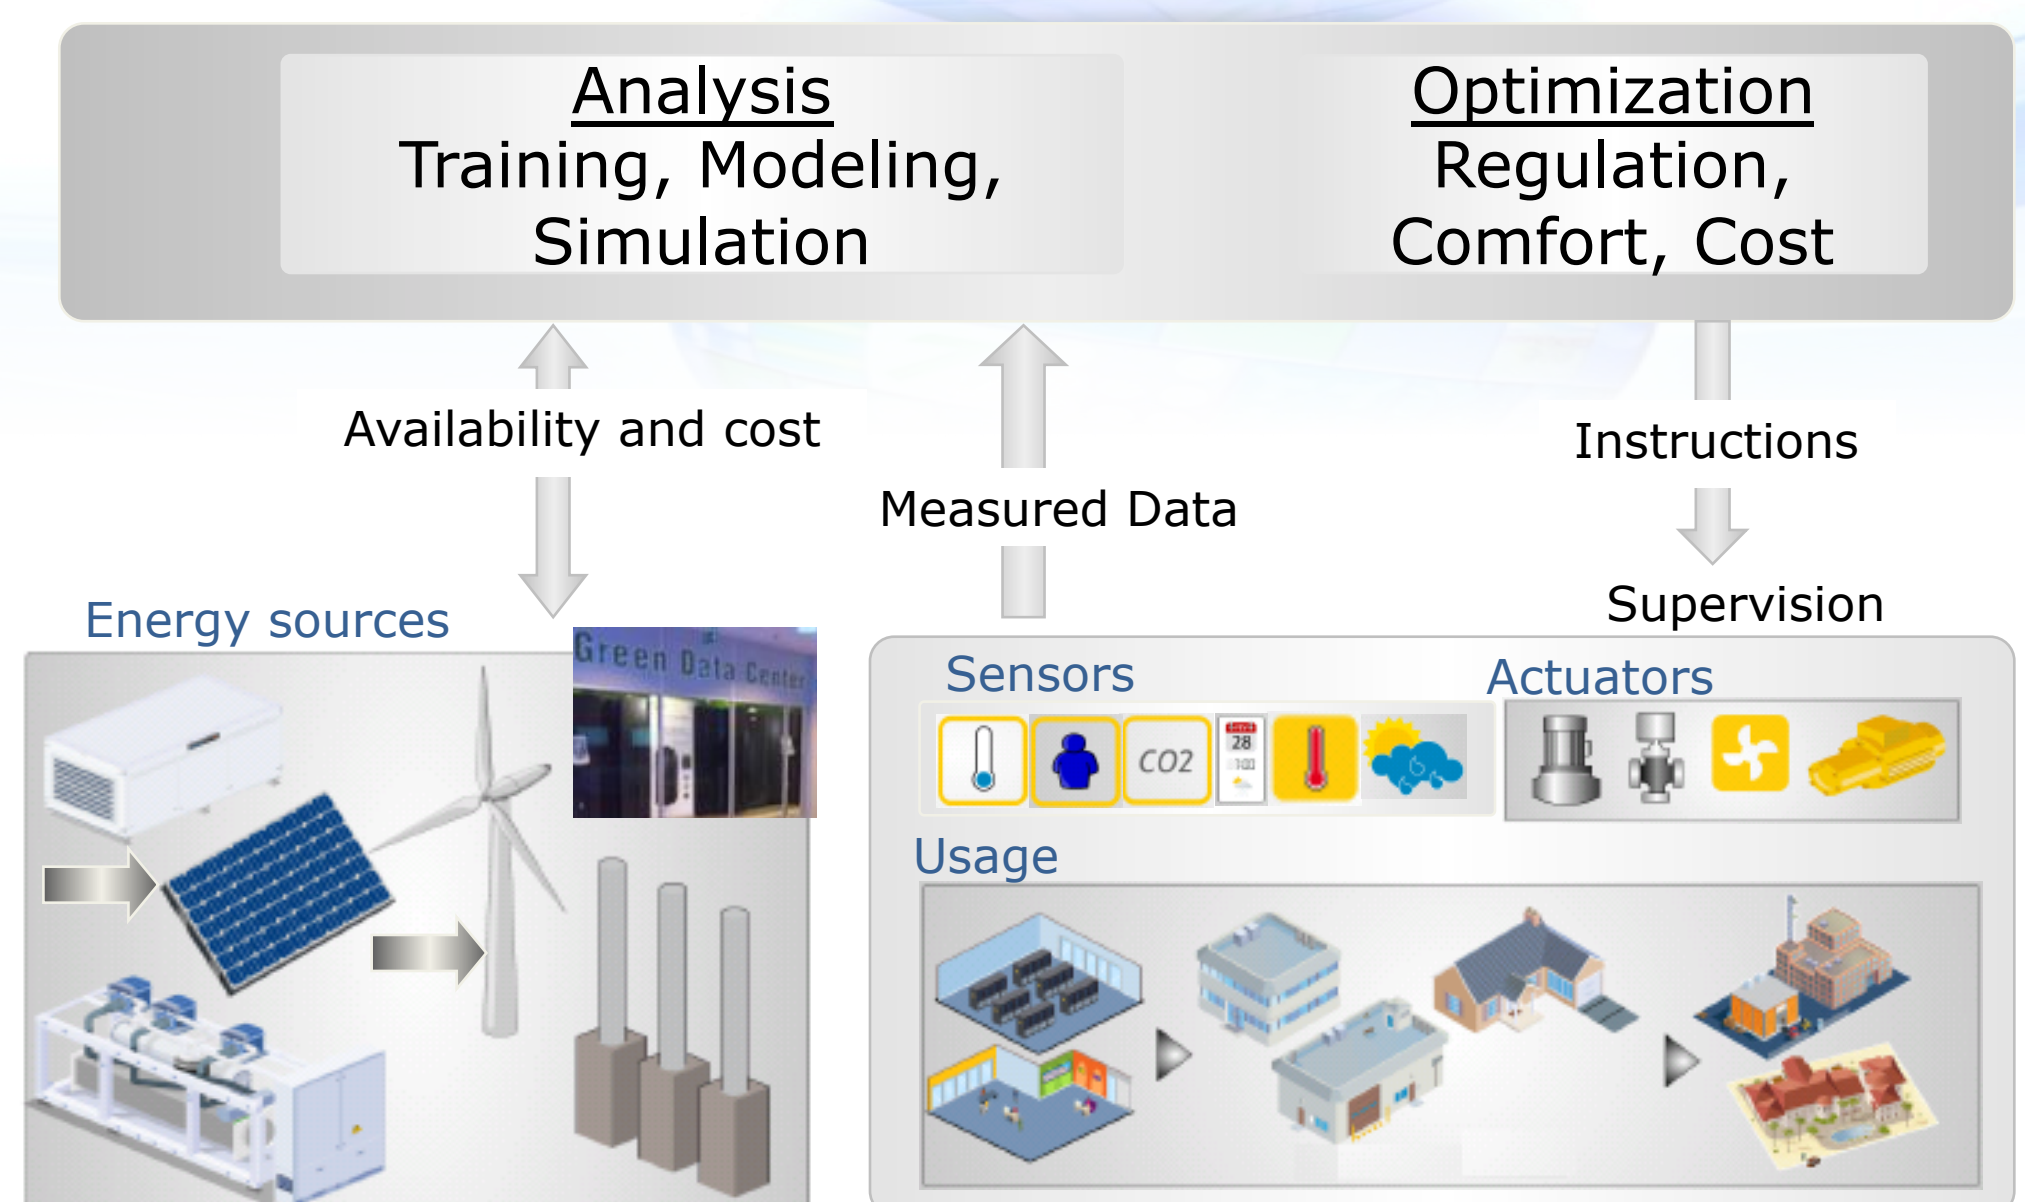 Analysis
Training, Modeling,
Simulation
Optimization
Regulation,
Comfort, Cost
Availability and cost
Measured Data
Instructions
Supervision
Energy sources
Green Data Center
Sensors
Actuators
CO2
28
Usage